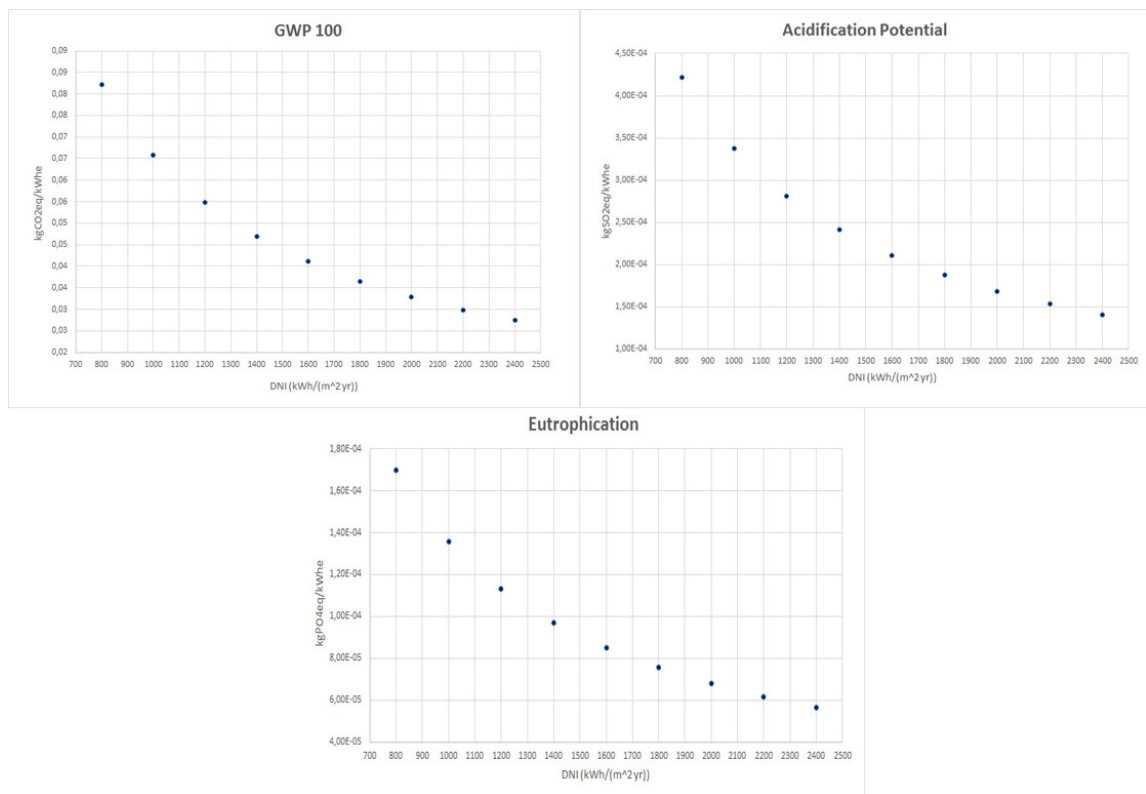 GWP 100
kgCO2eq/kWhe
0,09
0,09
0,08
0,08
0,07
0,07
0,06
0,06
0,05
0,05
0,04
0,04
0,03
0,03
0,02
700 800 900 1000 1100 1200 1300 1400 1500 1600 1700 1800 1900 2000 2100 2200 2300 2400 2500
DNI (kWh/(m^2 yr))
Acidification Potential
kgSO2eq/kWhe
4,50E-04
4,00E-04
3,50E-04
3,00E-04
2,50E-04
2,00E-04
1,50E-04
1,00E-04
700 800 900 1000 1100 1200 1300 1400 1500 1600 1700 1800 1900 2000 2100 2200 2300 2400 2500
DNI (kWh/(m^2 yr))
Eutrophication
kgPO4eq/kWhe
1,80E-04
1,60E-04
1,40E-04
1,20E-04
1,00E-04
8,00E-05
6,00E-05
4,00E-05
700 800 900 1000 1100 1200 1300 1400 1500 1600 1700 1800 1900 2000 2100 2200 2300 2400 2500
DNI (kWh/(m^2 yr))